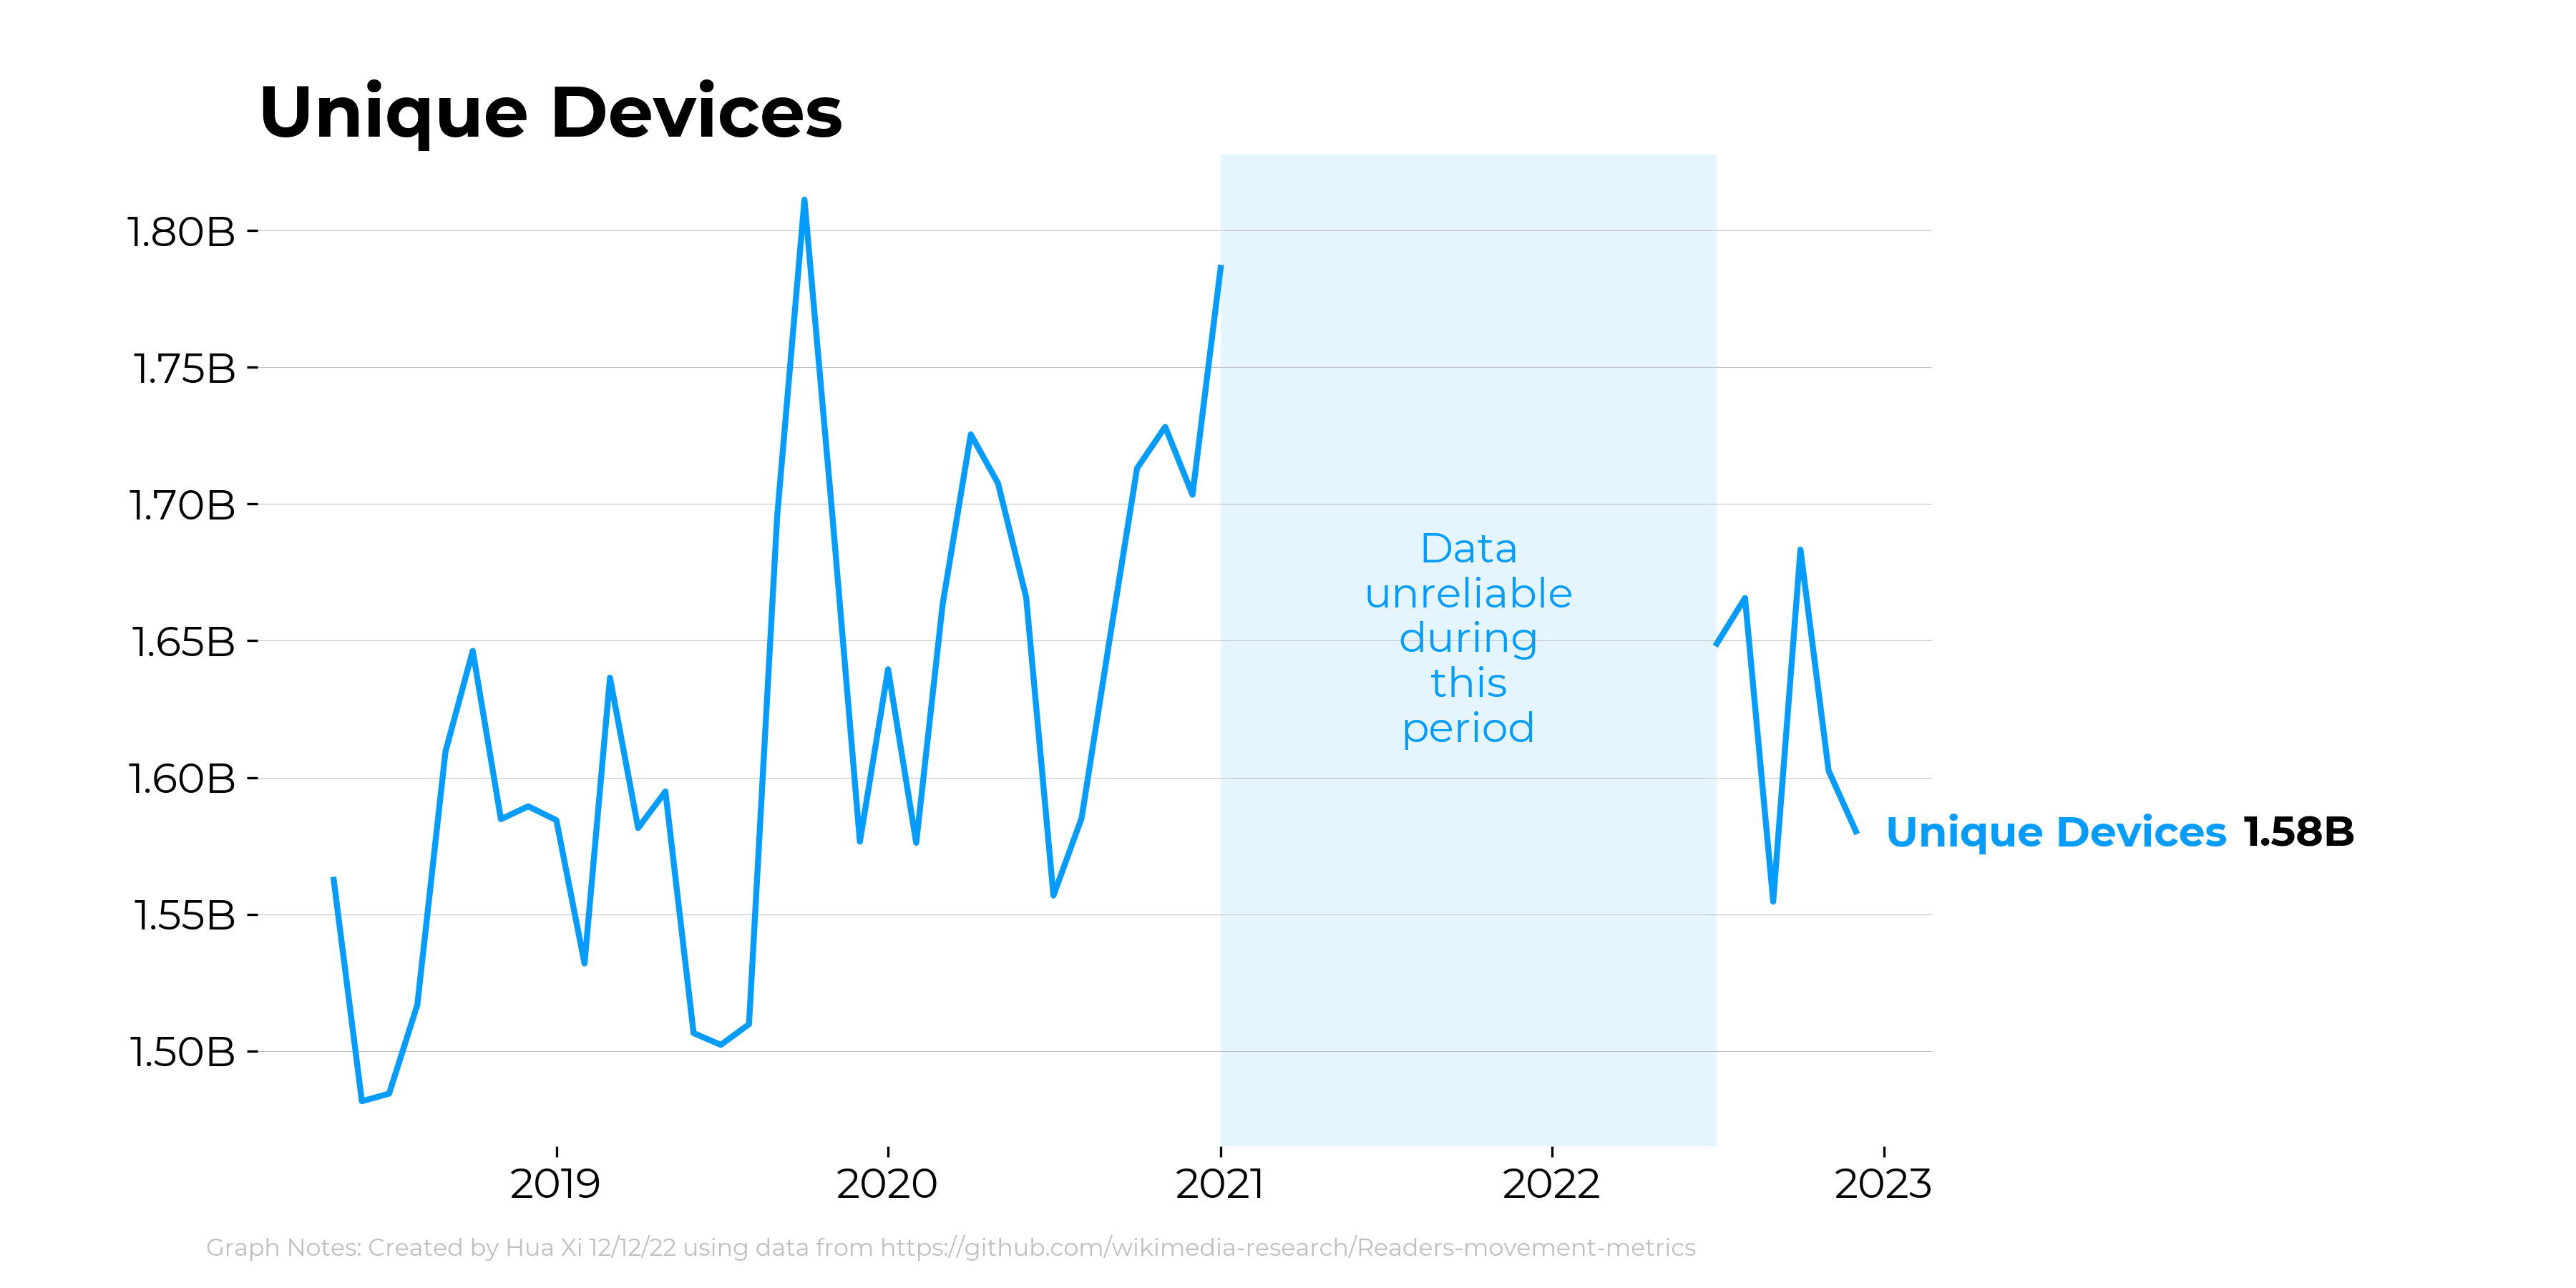 Unique Devices
1.80B
1.75B
1.70B
1.65B
1.60B
1.55B
1.50B
Data
unreliable
during
this
period
Unique Devices 1.58B
2019 2020 2021 2022 2023
Graph Notes: Created by Hua Xi 12/12/22 using data from https://github.com/wikimedia-research/Readers-movement-metrics